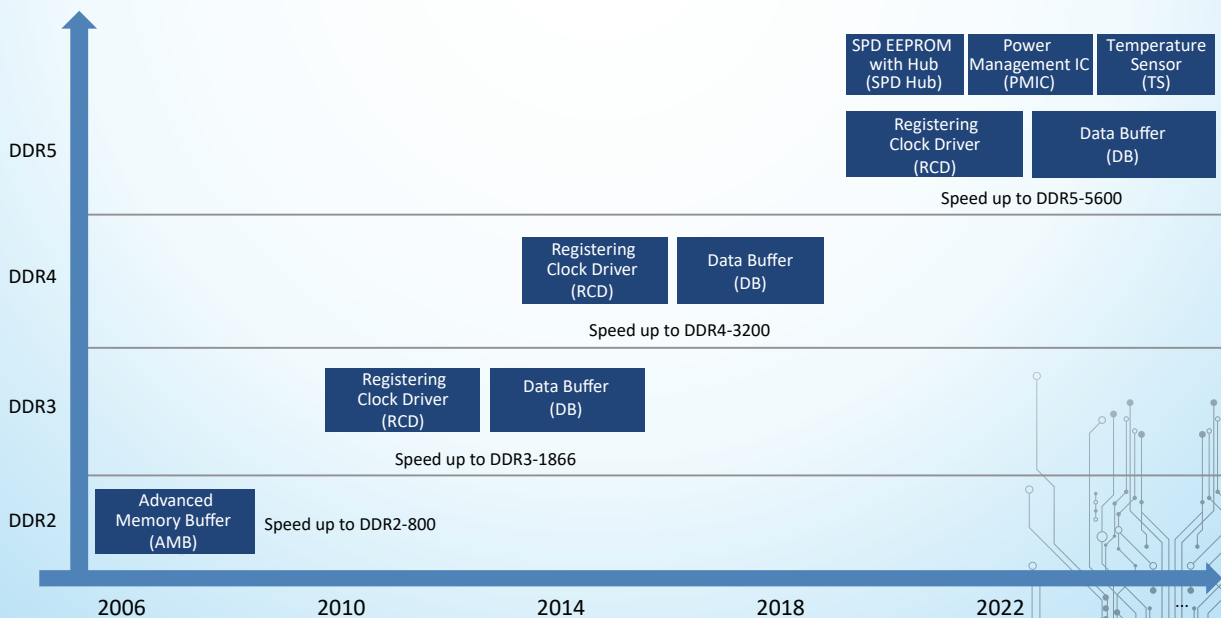 SPD EEPROM
with Hub
(SPD Hub)
Power
Management IC
(PMIC)
Temperature
Sensor
(TS)
DDR5
Registering
Clock Driver
(RCD)
Data Buffer
(DB)
Speed up to DDR5-5600
DDR4
Registering
Clock Driver
(RCD)
Data Buffer
(DB)
Speed up to DDR4-3200
DDR3
Registering
Clock Driver
(RCD)
Data Buffer
(DB)
Speed up to DDR3-1866
DDR2
Advanced
Memory Buffer
(AMB)
Speed up to DDR2-800
2006 2010 2014 2018 2022 ...